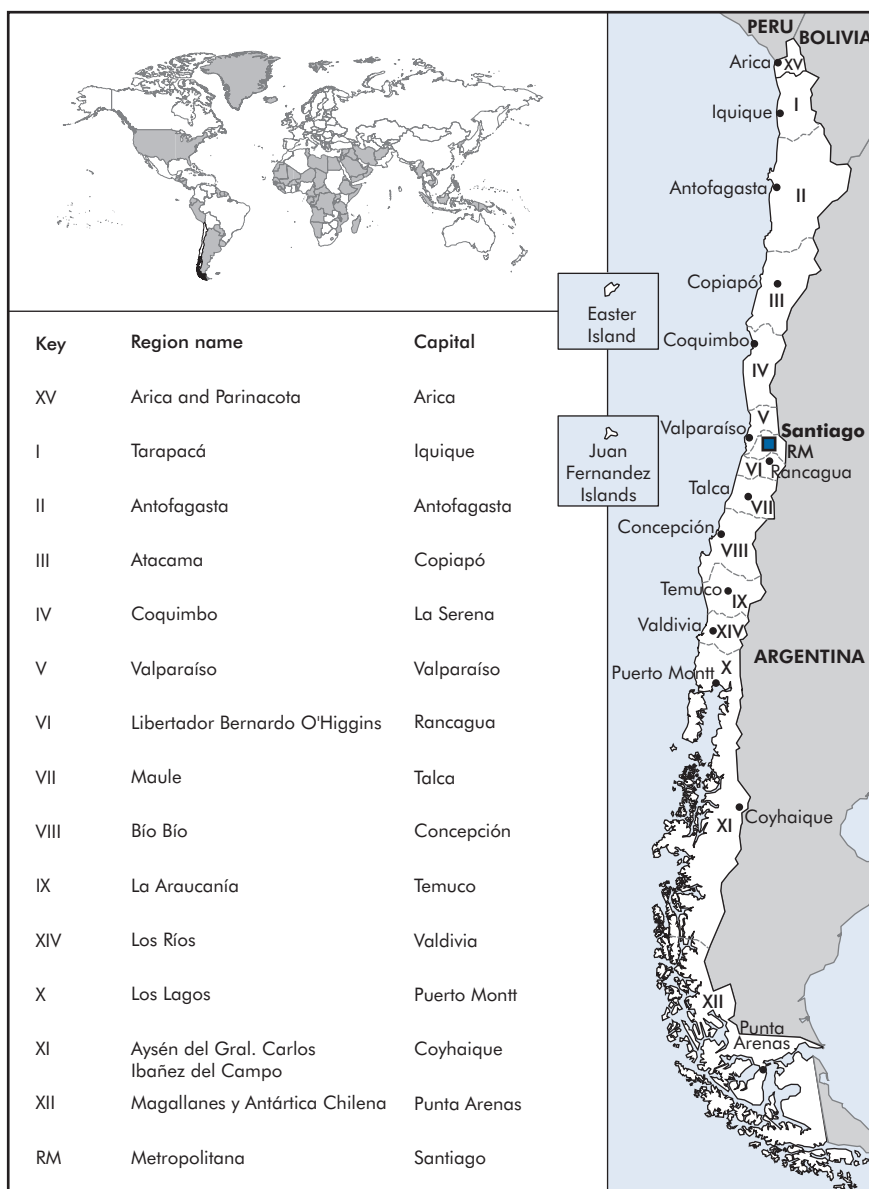 Key Region name Capital
XV Arica and Parinacota Arica
I Tarapacá Iquique
II Antofagasta Antofagasta
III Atacama Copiapó
IV Coquimbo La Serena
V Valparaíso Valparaíso
VI Libertador Bernardo O'Higgins Rancagua
VII Maule Talca
VIII Bío Bío Concepción
IX La Araucanía Temuco
XIV Los Ríos Valdivia
X Los Lagos Puerto Montt
XI Aysén del Gral. Carlos Coyhaique
Ibañez del Campo
XII Magallanes y Antártica Chilena Punta Arenas
RM Metropolitana Santiago
PERU
BOLIVIA
Arica
XV
Iquique
I
Antofagasta
II
Copiapó
III
Easter
Island
Coquimbo
IV
V
Valparaíso
Santiago
RM
Juan
Fernandez
Islands
VI
Rancagua
Talca
VII
Concepción
VIII
Temuco
IX
Valdivia
XIV
ARGENTINA
Puerto Montt
X
XI
Coyhaique
XII
Punta
Arenas